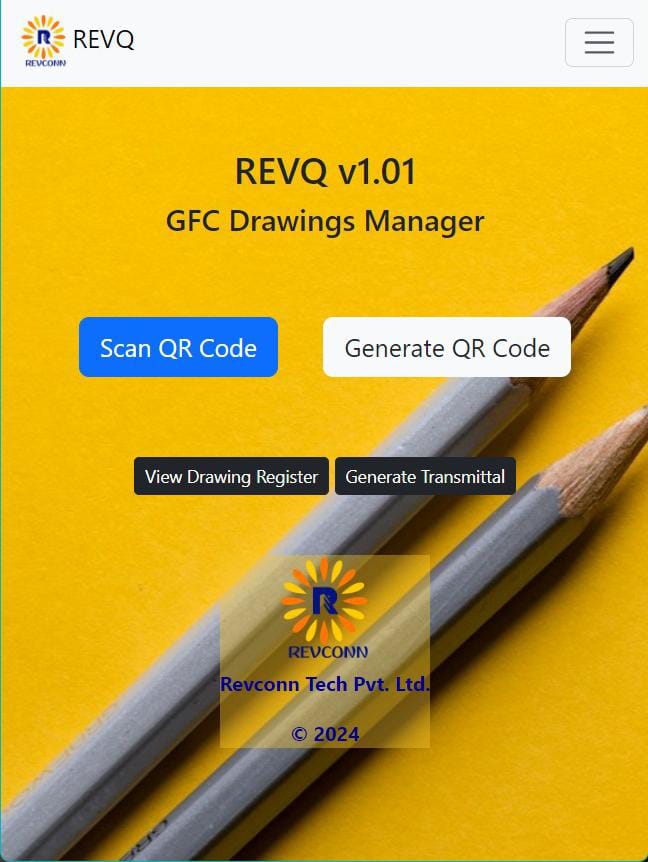 REVCONN
REVQ
REVQ v1.01
GFC Drawings Manager
Scan QR Code
Generate QR Code
View Drawing Register
Generate Transmittal
REVCONN
Revconn Tech Pvt. Ltd.
© 2024